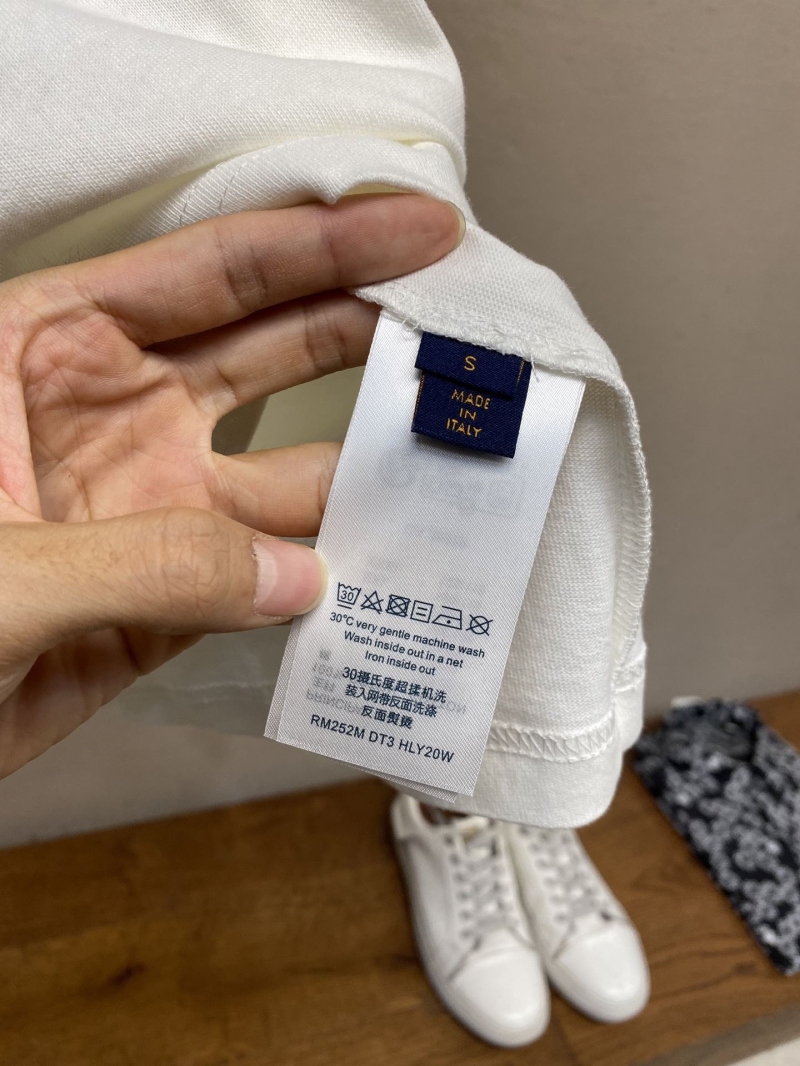 S
MADE
IN
ITALY
30
30°C very gentle machine wash
Wash inside out in a net
Iron inside out
30摄氏度超揉机洗
装入网带反面洗涤
反面熨烫
RM252M DT3 HLY20W